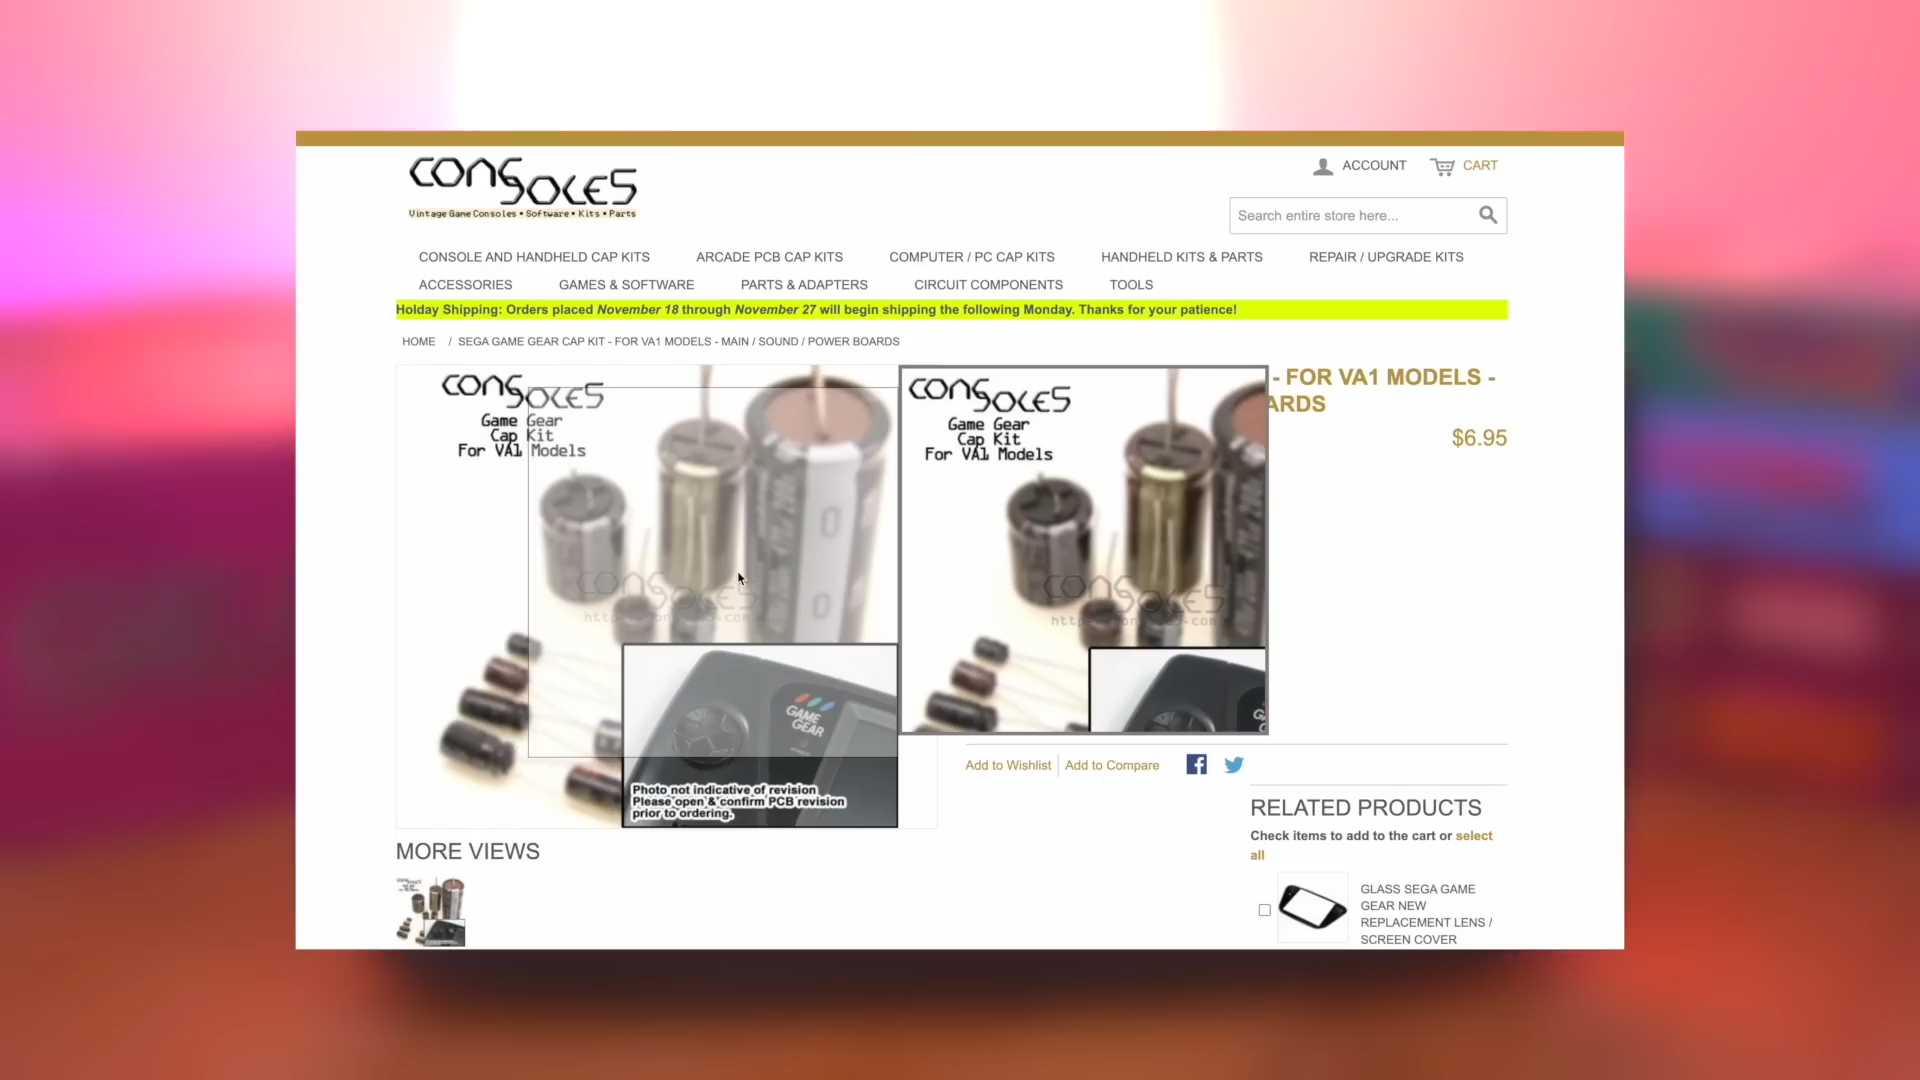 CONSOLES5
Vintage Game Consoles • Software • Kits • Parts
ACCOUNT
CART
Search entire store here...
CONSOLE AND HANDHELD CAP KITS
ARCADE PCB CAP KITS
COMPUTER / PC CAP KITS
HANDHELD KITS & PARTS
REPAIR / UPGRADE KITS
ACCESSORIES
GAMES & SOFTWARE
PARTS & ADAPTERS
CIRCUIT COMPONENTS
TOOLS
Holday Shipping: Orders placed November 18 through November 27 will begin shipping the following Monday. Thanks for your patience!
HOME / SEGA GAME GEAR CAP KIT - FOR VA1 MODELS - MAIN / SOUND / POWER BOARDS
CONSOLE5
Game Gear
Cap Kit
For VA1 Models
CONSOLE5
GAME
GEAR
Photo not indicative of revision
Please open & confirm PCB revision
prior to ordering.
CONSOLE5
Game Gear
Cap Kit
For VA1 Models
CONSOLE5
- FOR VA1 MODELS -
ARDS
$6.95
Add to Wishlist
Add to Compare
RELATED PRODUCTS
Check items to add to the cart or select
all
GLASS SEGA GAME
GEAR NEW
REPLACEMENT LENS /
SCREEN COVER
MORE VIEWS